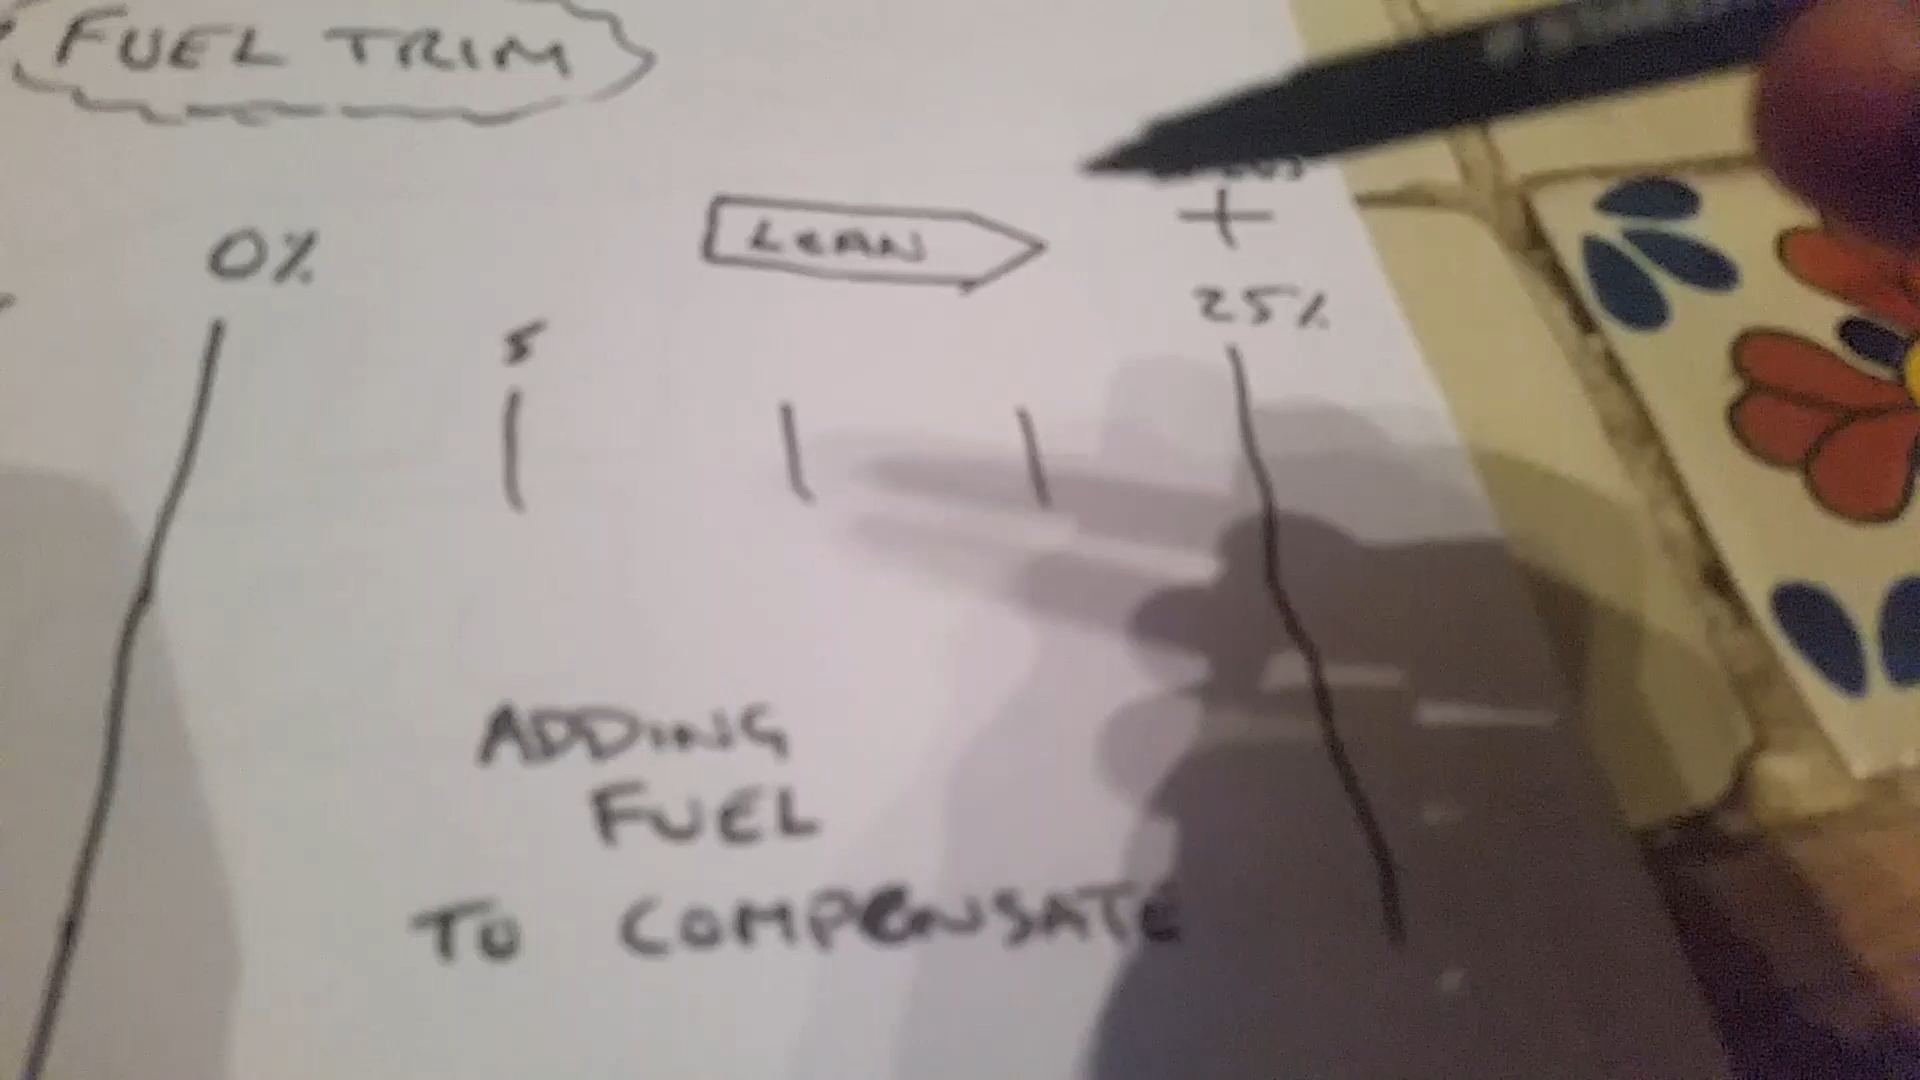 FUEL TRIM
0%
LEAN
+
25%
5
ADDING
FUEL
TO COMPENSATE